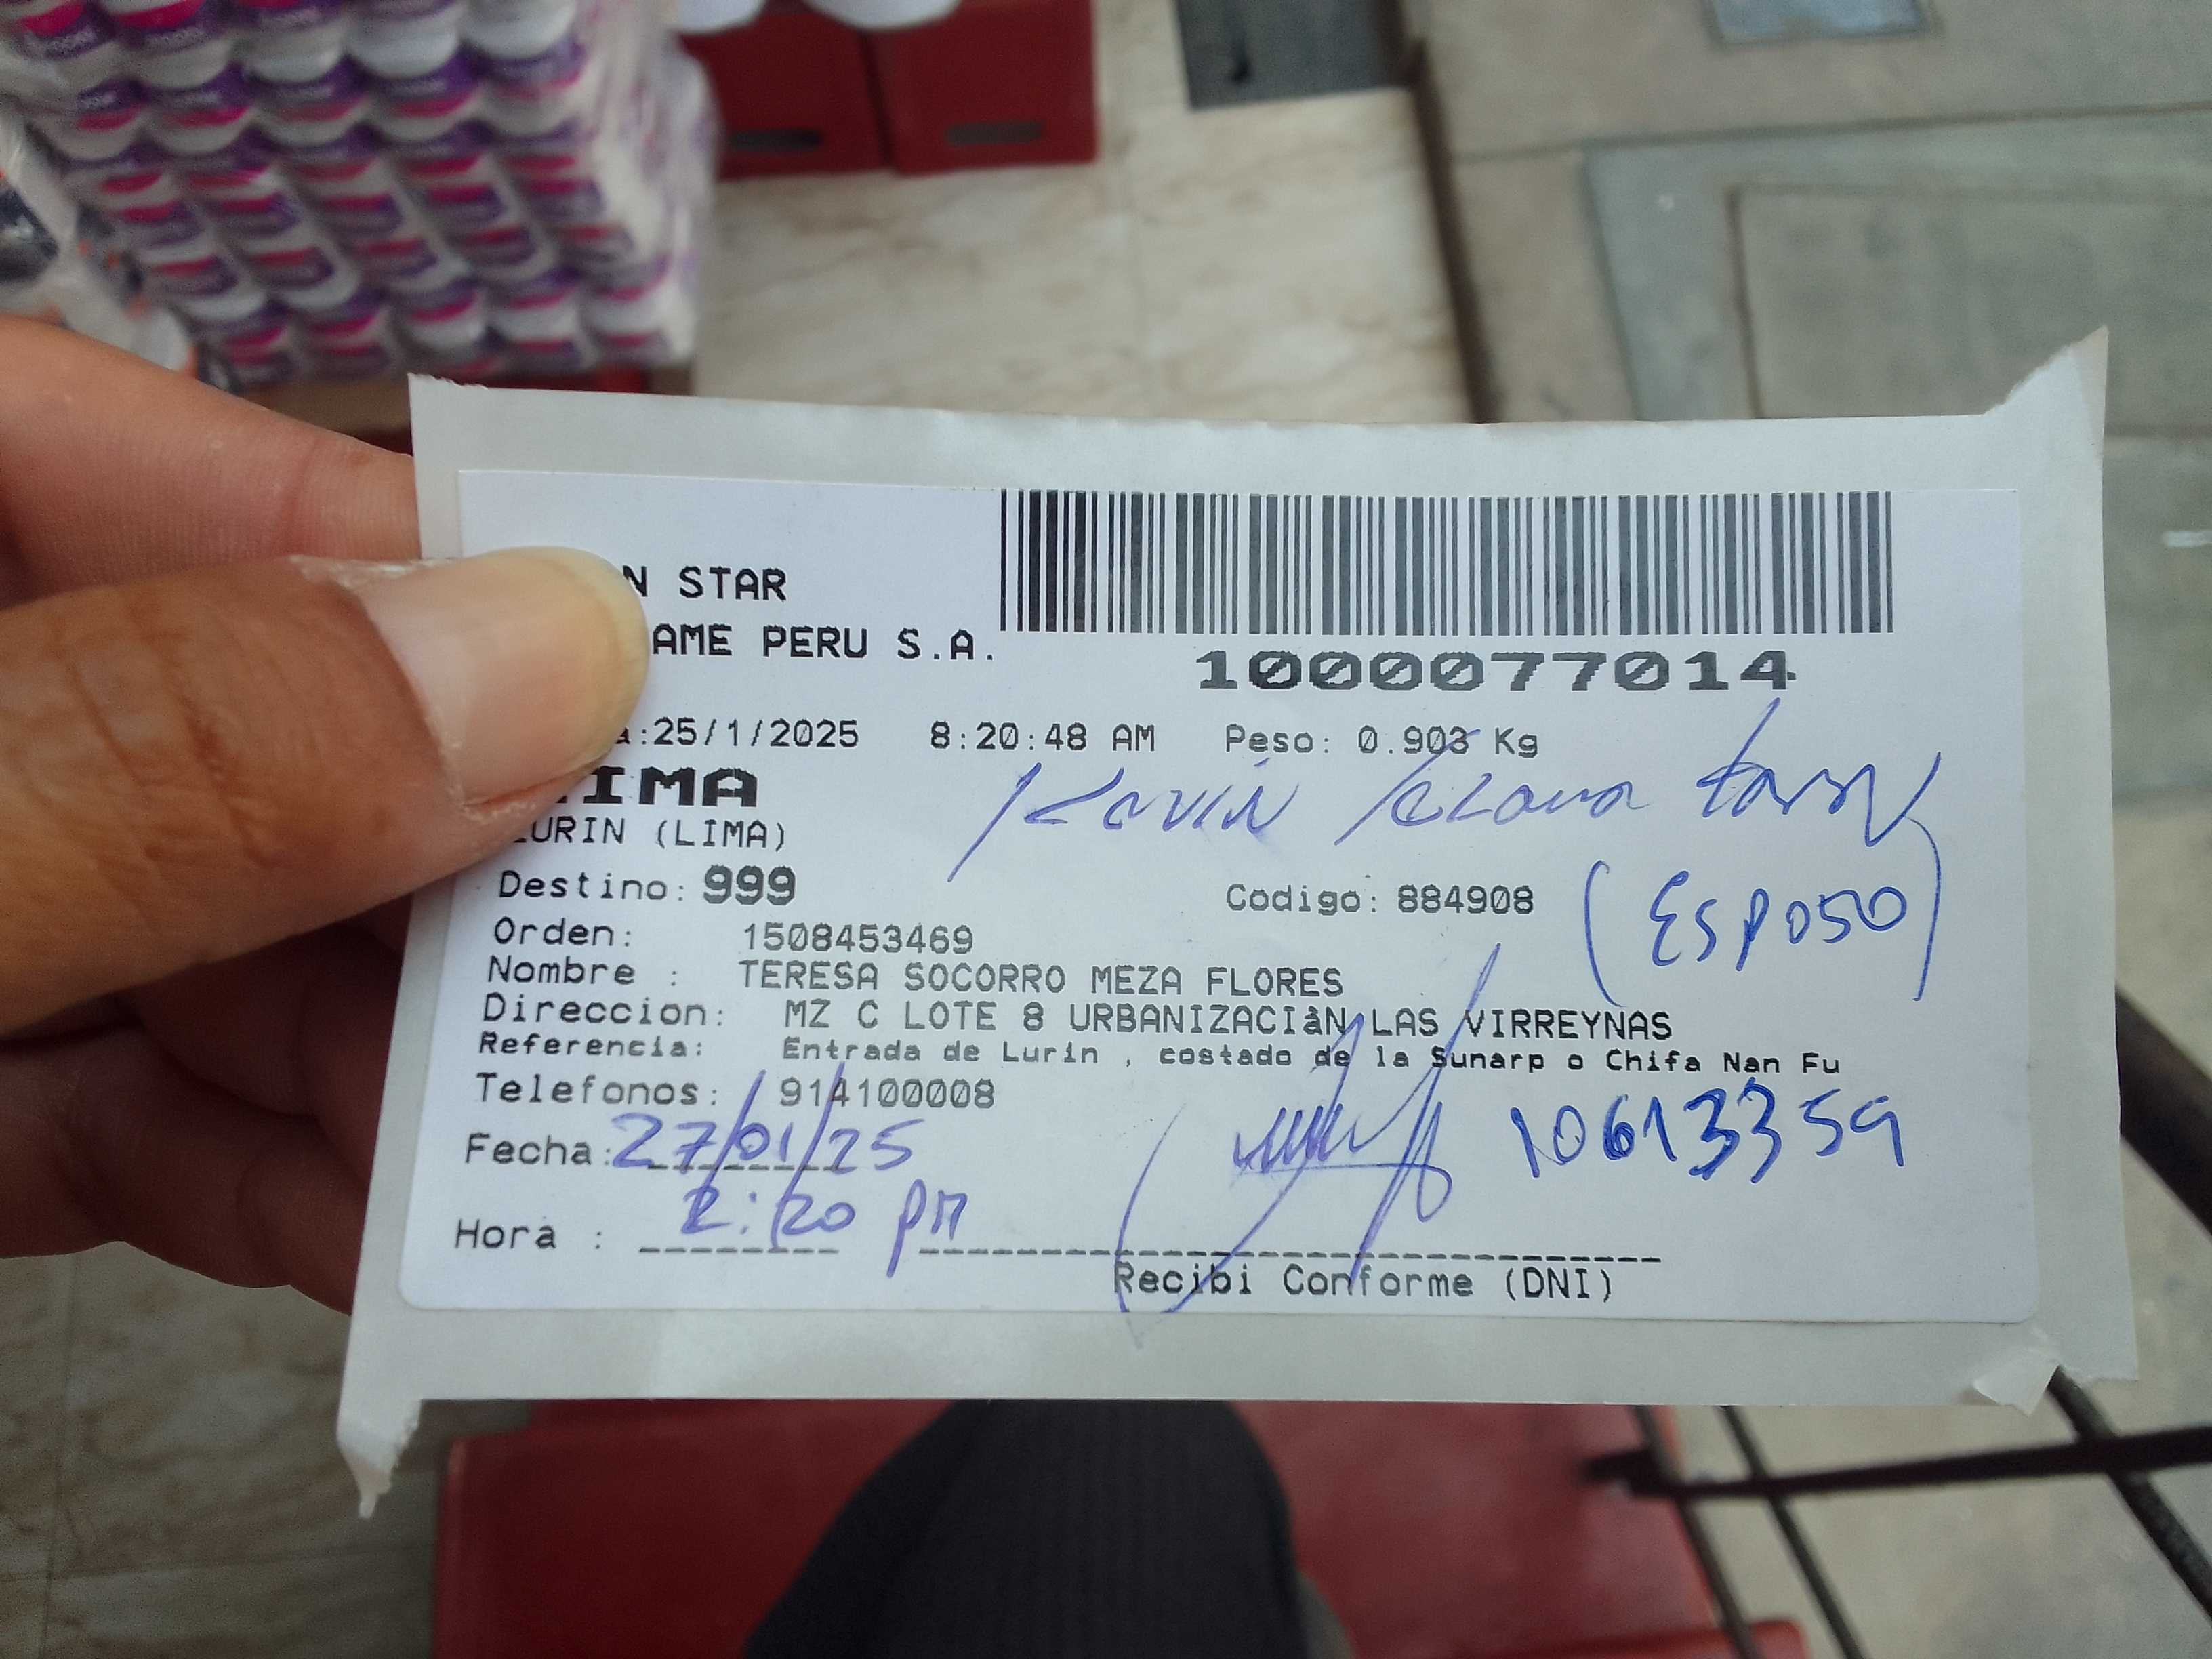 N STAR
AME PERU S.A.
1000077014
a:25/1/2025 8:20:48 AM Peso: 0.903 Kg
LIMA
LURIN (LIMA)
Kevin
Destino: 999 Codigo: 884908
(Esposo)
Orden: 1508453469
Nombre : TERESA SOCORRO MEZA FLORES
Direccion: MZ C LOTE 8 URBANIZACIàN LAS VIRREYNAS
Referencia: Entrada de Lurin , costado de la Sunarp o Chifa Nan Fu
Telefonos: 914100008
Fecha: 27/01/25
10613359
Hora : 2:20 pm
Recibi Conforme (DNI)